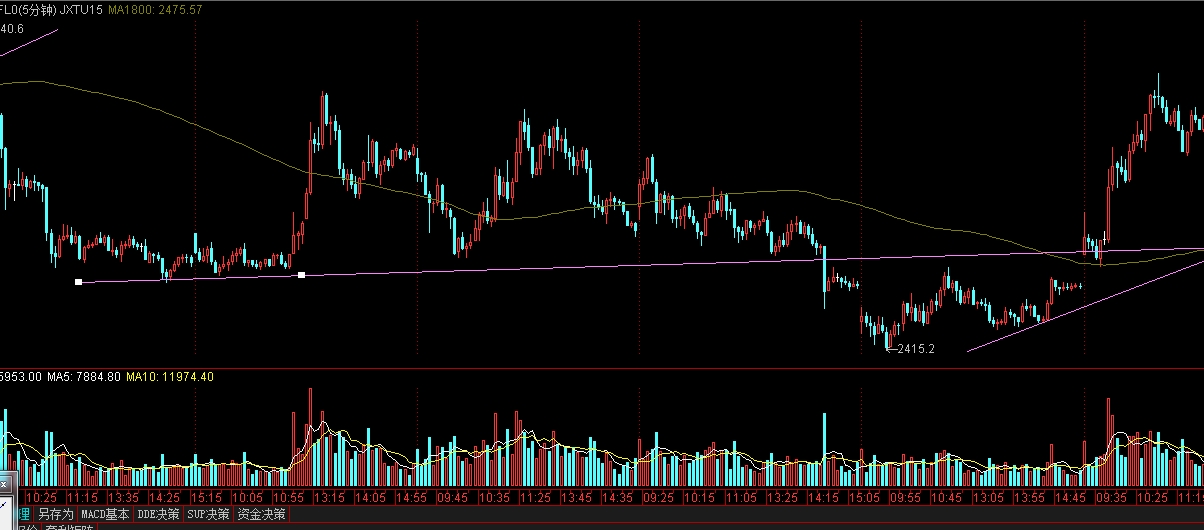 FL0(5分钟) JXTU15 MA1800: 2475.57
40.6
2415.2
5953.00 MA5: 7884.80 MA10: 11974.40
10:25 11:15 13:35 14:25 15:15 10:05 10:55 13:15 14:05 14:55 09:45 10:35 11:25 13:45 14:35 09:25 10:15 11:05 13:25 14:15 15:05 09:55 10:45 13:05 13:55 14:45 09:35 10:25 11:15
理 另存为 MACD基本 DDE决策 SUP决策 资金决策